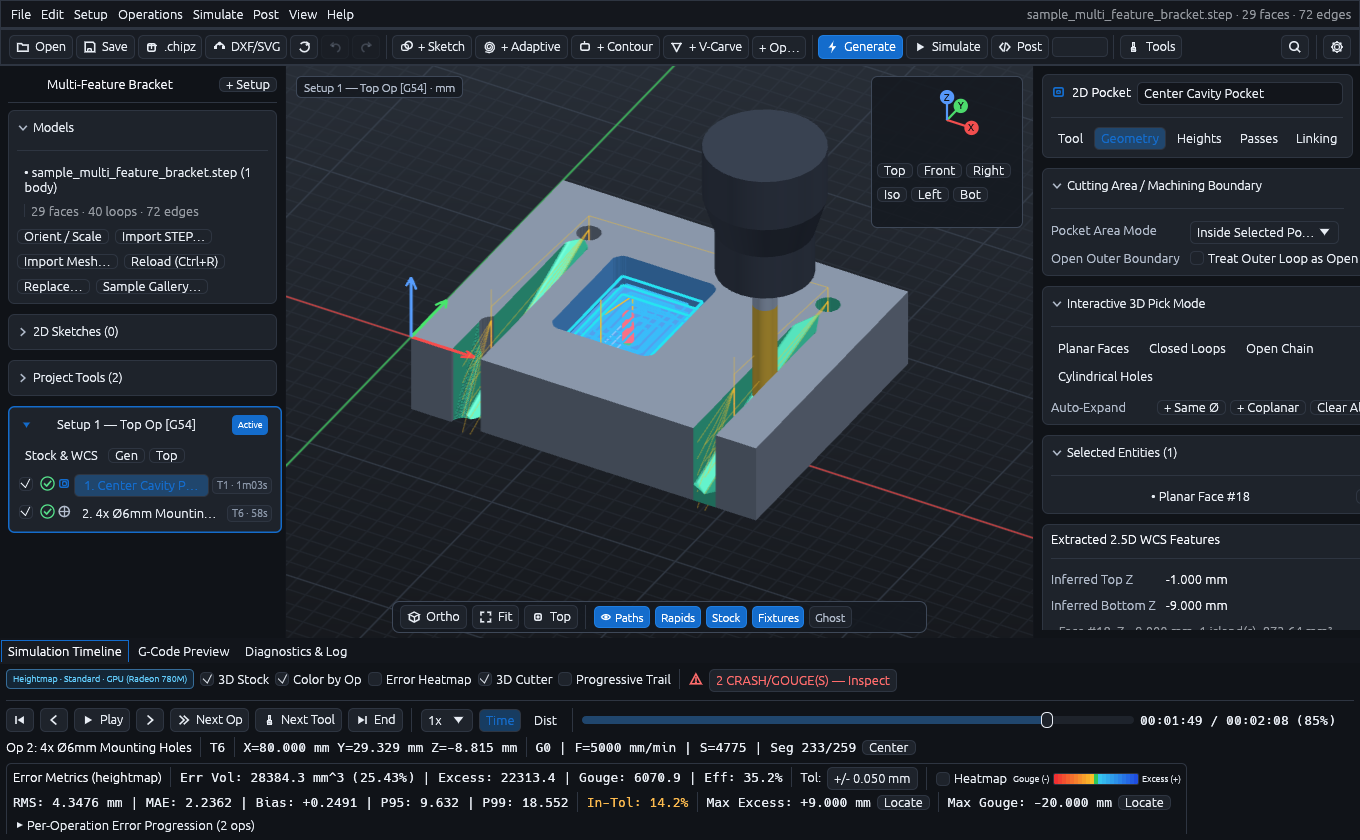 File Edit Setup Operations Simulate Post View Help
sample_multi_feature_bracket.step · 29 faces · 72 edges
Open Save .chipz DXF/SVG + Sketch + Adaptive + Contour + V-Carve + Op… Generate Simulate Post Tools
Multi-Feature Bracket + Setup
Models
• sample_multi_feature_bracket.step (1
body)
29 faces · 40 loops · 72 edges
Orient / Scale Import STEP…
Import Mesh… Reload (Ctrl+R)
Replace… Sample Gallery…
2D Sketches (0)
Project Tools (2)
Setup 1 — Top Op [G54] Active
Stock & WCS Gen Top
1. Center Cavity P… T1 · 1m03s
2. 4x Ø6mm Mountin… T6 · 58s
Setup 1 — Top Op [G54] · mm
Z Y X
Top Front Right
Iso Left Bot
Ortho Fit Top Paths Rapids Stock Fixtures Ghost
2D Pocket Center Cavity Pocket
Tool Geometry Heights Passes Linking
Cutting Area / Machining Boundary
Pocket Area Mode Inside Selected Po…
Open Outer Boundary Treat Outer Loop as Open
Interactive 3D Pick Mode
Planar Faces Closed Loops Open Chain
Cylindrical Holes
Auto-Expand + Same Ø + Coplanar Clear Al
Selected Entities (1)
• Planar Face #18
Extracted 2.5D WCS Features
Inferred Top Z -1.000 mm
Inferred Bottom Z -9.000 mm
Simulation Timeline G-Code Preview Diagnostics & Log
Heightmap · Standard · GPU (Radeon 780M) 3D Stock Color by Op Error Heatmap 3D Cutter Progressive Trail 2 CRASH/GOUGE(S) — Inspect
Play Next Op Next Tool End 1x Time Dist 00:01:49 / 00:02:08 (85%)
Op 2: 4x Ø6mm Mounting Holes T6 X=80.000 mm Y=29.329 mm Z=-8.815 mm G0 | F=5000 mm/min | S=4775 | Seg 233/259 Center
Error Metrics (heightmap) Err Vol: 28384.3 mm^3 (25.43%) | Excess: 22313.4 | Gouge: 6070.9 | Eff: 35.2% Tol: +/- 0.050 mm Heatmap Gouge (-) Excess (+)
RMS: 4.3476 mm | MAE: 2.2362 | Bias: +0.2491 | P95: 9.632 | P99: 18.552 In-Tol: 14.2% Max Excess: +9.000 mm Locate Max Gouge: -20.000 mm Locate
Per-Operation Error Progression (2 ops)